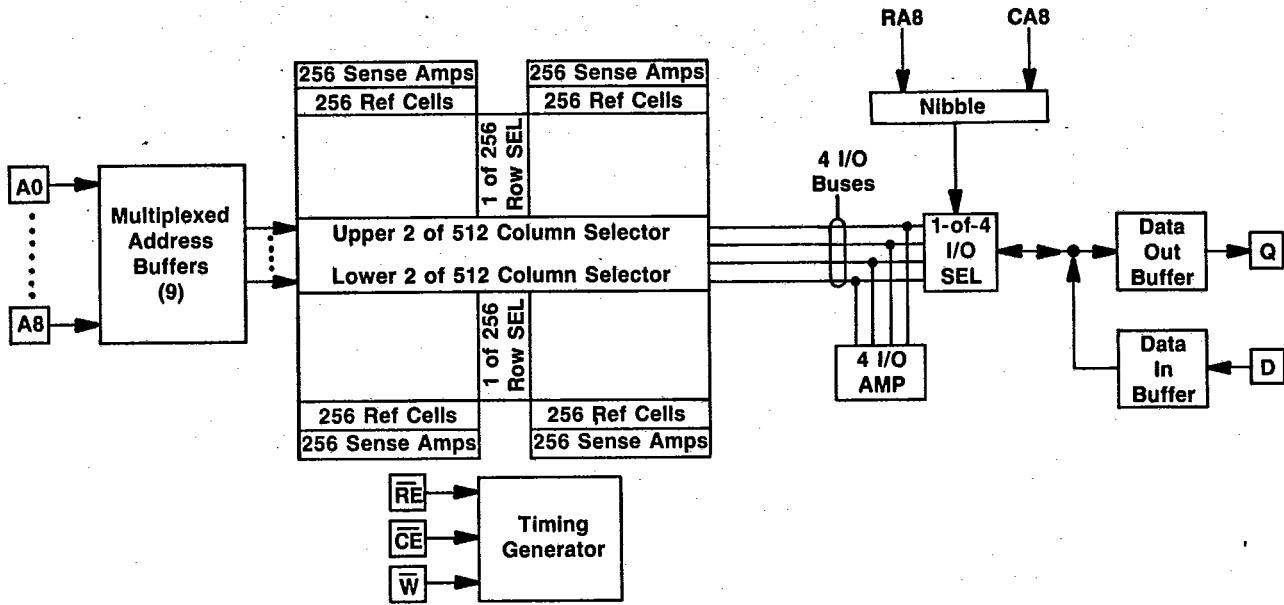 RA8
CA8
256 Sense Amps
256 Sense Amps
256 Ref Cells
256 Ref Cells
Nibble
1 of 256
Row SEL
4 I/O
Buses
A0
A8
Multiplexed
Address
Buffers
(9)
Upper 2 of 512 Column Selector
Lower 2 of 512 Column Selector
1-of-4
I/O
SEL
Data
Out
Buffer
Q
1 of 256
Row SEL
4 I/O
AMP
Data
In
Buffer
D
256 Ref Cells
256 Ref Cells
256 Sense Amps
256 Sense Amps
R̅E̅
C̅E̅
W̅
Timing
Generator